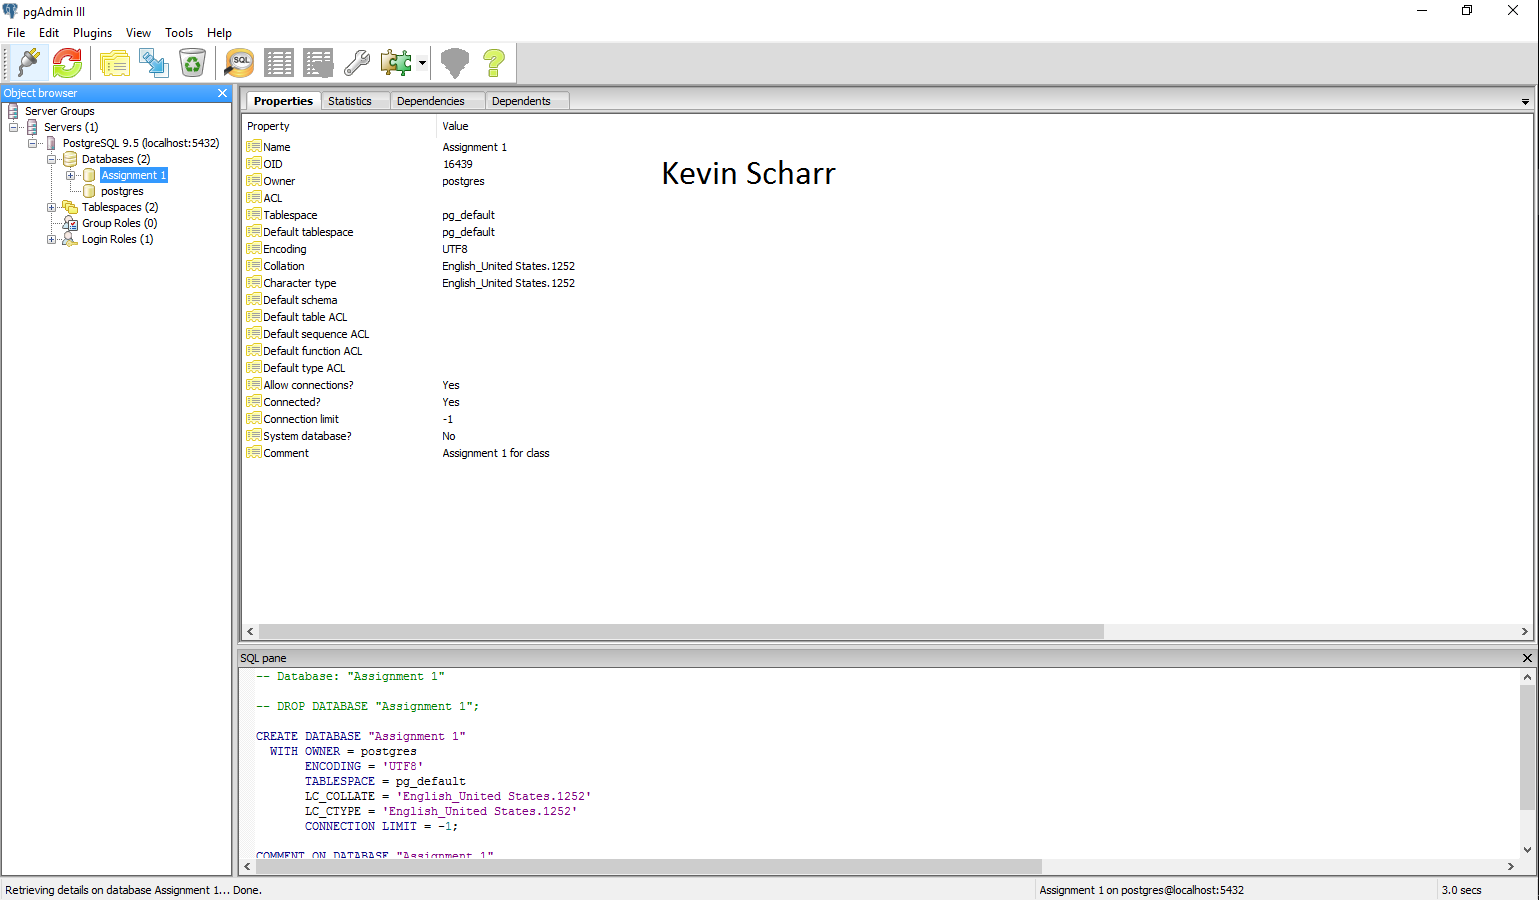 pgAdmin III
File Edit Plugins View Tools Help
SQL
Object browser
Server Groups
Servers (1)
PostgreSQL 9.5 (localhost:5432)
Databases (2)
Assignment 1
postgres
Tablespaces (2)
Group Roles (0)
Login Roles (1)
Properties Statistics Dependencies Dependents
Property Value
Name Assignment 1
OID 16439
Owner postgres
ACL
Tablespace pg_default
Default tablespace pg_default
Encoding UTF8
Collation English_United States.1252
Character type English_United States.1252
Default schema
Default table ACL
Default sequence ACL
Default function ACL
Default type ACL
Allow connections? Yes
Connected? Yes
Connection limit -1
System database? No
Comment Assignment 1 for class
Kevin Scharr
SQL pane
-- Database: "Assignment 1"
-- DROP DATABASE "Assignment 1";
CREATE DATABASE "Assignment 1"
WITH OWNER = postgres
ENCODING = 'UTF8'
TABLESPACE = pg_default
LC_COLLATE = 'English_United States.1252'
LC_CTYPE = 'English_United States.1252'
CONNECTION LIMIT = -1;
COMMENT ON DATABASE "Assignment 1"
Retrieving details on database Assignment 1... Done. Assignment 1 on postgres@localhost:5432 3.0 secs